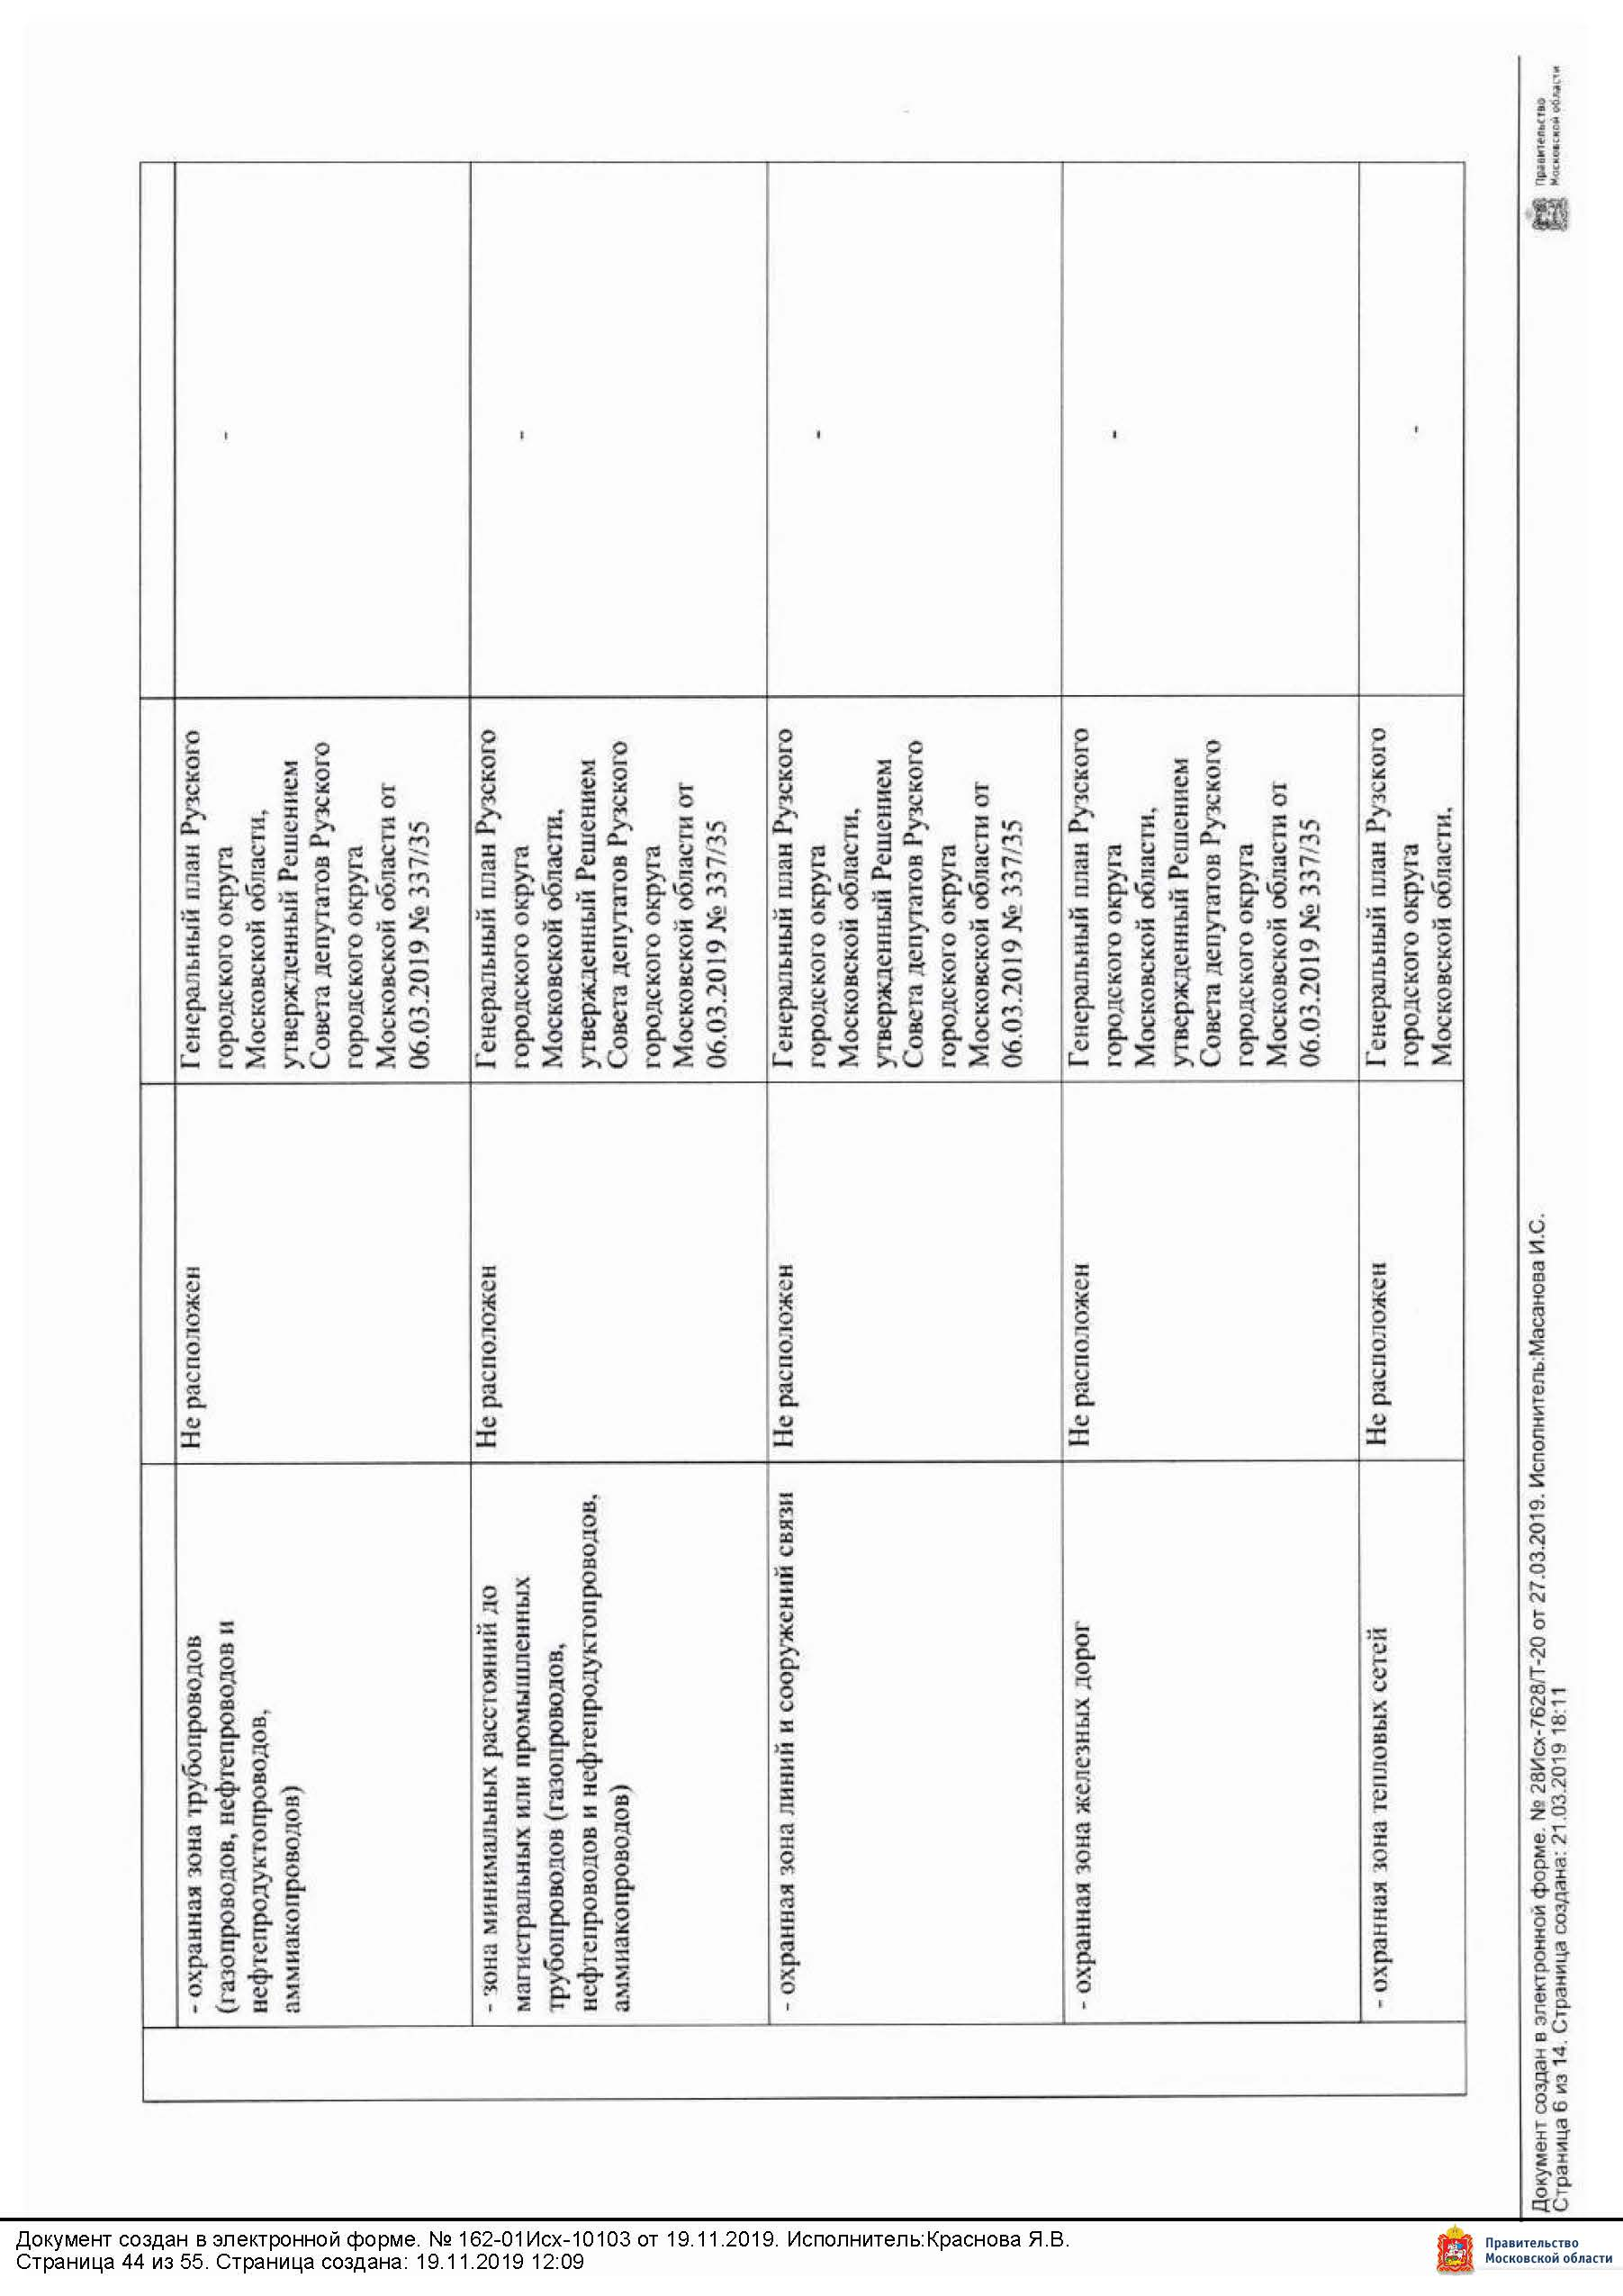 - охранная зона трубопроводов
(газопроводов, нефтепроводов и
нефтепродуктопроводов,
аммиакопроводов)
Не расположен
Генеральный план Рузского
городского округа
Московской области,
утвержденный Решением
Совета депутатов Рузского
городского округа
Московской области от
06.03.2019 № 337/35
-
- зона минимальных расстояний до
магистральных или промышленных
трубопроводов (газопроводов,
нефтепроводов и нефтепродуктопроводов,
аммиакопроводов)
Не расположен
Генеральный план Рузского
городского округа
Московской области,
утвержденный Решением
Совета депутатов Рузского
городского округа
Московской области от
06.03.2019 № 337/35
-
- охранная зона линий и сооружений связи
Не расположен
Генеральный план Рузского
городского округа
Московской области,
утвержденный Решением
Совета депутатов Рузского
городского округа
Московской области от
06.03.2019 № 337/35
-
- охранная зона железных дорог
Не расположен
Генеральный план Рузского
городского округа
Московской области,
утвержденный Решением
Совета депутатов Рузского
городского округа
Московской области от
06.03.2019 № 337/35
-
- охранная зона тепловых сетей
Не расположен
Генеральный план Рузского
городского округа
Московской области,
-
Документ создан в электронной форме. № 28Исх-7628/Т-20 от 27.03.2019. Исполнитель:Масанова И.С.
Страница 6 из 14. Страница создана: 21.03.2019 18:11
Правительство
Московской области
Документ создан в электронной форме. № 162-01Исх-10103 от 19.11.2019. Исполнитель:Краснова Я.В.
Страница 44 из 55. Страница создана: 19.11.2019 12:09
Правительство
Московской области